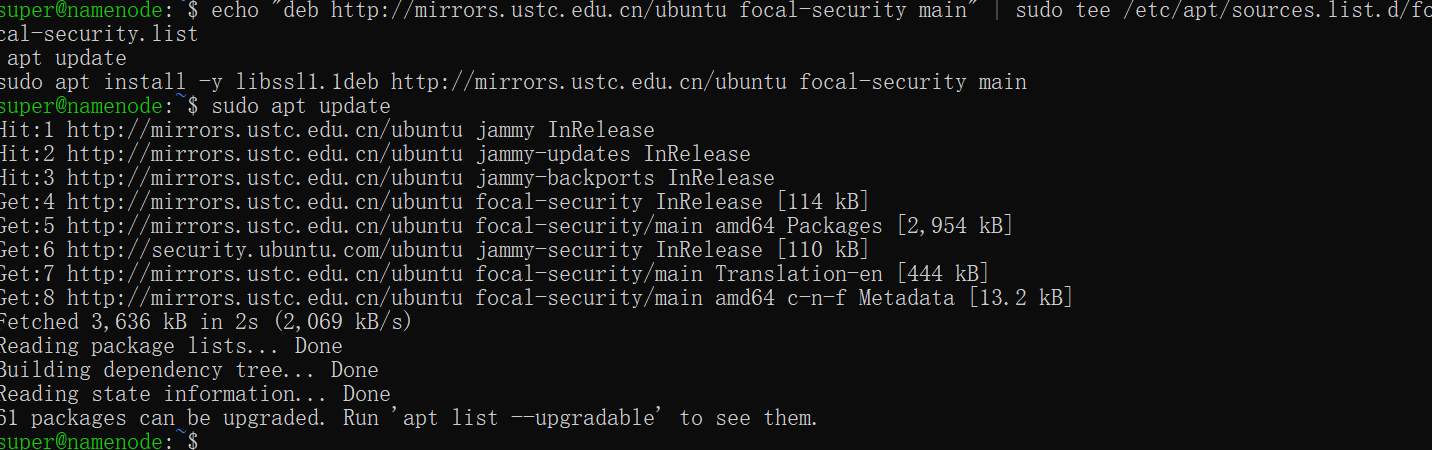 super@namenode:~$ echo "deb http://mirrors.ustc.edu.cn/ubuntu focal-security main" | sudo tee /etc/apt/sources.list.d/fo
cal-security.list
 apt update
sudo apt install -y libssl1.1deb http://mirrors.ustc.edu.cn/ubuntu focal-security main
super@namenode:~$ sudo apt update
Hit:1 http://mirrors.ustc.edu.cn/ubuntu jammy InRelease
Hit:2 http://mirrors.ustc.edu.cn/ubuntu jammy-updates InRelease
Hit:3 http://mirrors.ustc.edu.cn/ubuntu jammy-backports InRelease
Get:4 http://mirrors.ustc.edu.cn/ubuntu focal-security InRelease [114 kB]
Get:5 http://mirrors.ustc.edu.cn/ubuntu focal-security/main amd64 Packages [2,954 kB]
Get:6 http://security.ubuntu.com/ubuntu jammy-security InRelease [110 kB]
Get:7 http://mirrors.ustc.edu.cn/ubuntu focal-security/main Translation-en [444 kB]
Get:8 http://mirrors.ustc.edu.cn/ubuntu focal-security/main amd64 c-n-f Metadata [13.2 kB]
Fetched 3,636 kB in 2s (2,069 kB/s)
Reading package lists... Done
Building dependency tree... Done
Reading state information... Done
61 packages can be upgraded. Run 'apt list --upgradable' to see them.
super@namenode:~$